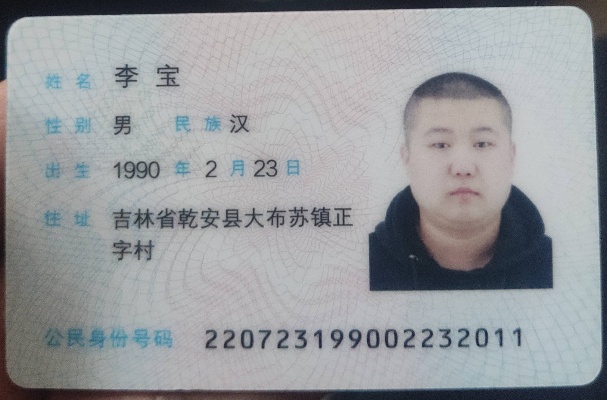 姓名 李宝
性别 男 民族 汉
出生 1990 年 2 月 23 日
住址 吉林省乾安县大布苏镇正
字村
公民身份号码 220723199002232011